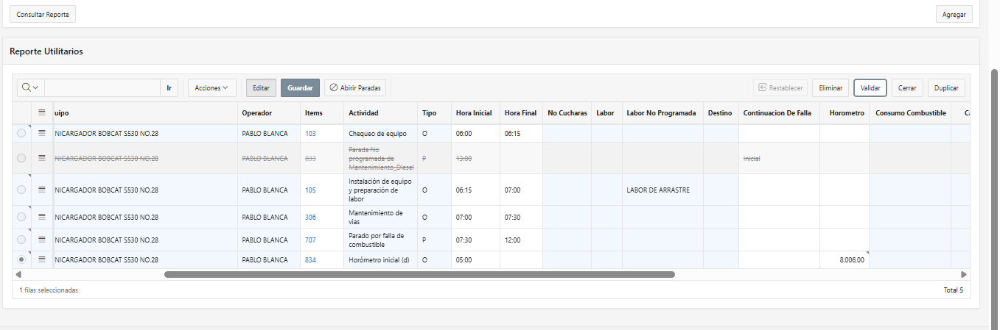 Consultar Reporte
Agregar
Reporte Utilitarios
Ir
Acciones
Editar
Guardar
Abirir Paradas
Restablecer
Eliminar
Validar
Cerrar
Duplicar
uipo Operador Items Actividad Tipo Hora Inicial Hora Final No Cucharas Labor Labor No Programada Destino Continuacion De Falla Horometro Consumo Combustible Ca
NICARGADOR BOBCAT S530 NO.28 PABLO BLANCA 103 Chequeo de equipo O 06:00 06:15
NICARGADOR BOBCAT S530 NO.28 PABLO BLANCA 833 Parada No
programada de
Mantenimiento_Diesel P 13:00 Inicial
NICARGADOR BOBCAT S530 NO.28 PABLO BLANCA 105 Instalación de equipo
y preparación de
labor O 06:15 07:00 LABOR DE ARRASTRE
NICARGADOR BOBCAT S530 NO.28 PABLO BLANCA 306 Mantenimiento de
vias O 07:00 07:30
NICARGADOR BOBCAT S530 NO.28 PABLO BLANCA 707 Parado por falla de
combustible P 07:30 12:00
NICARGADOR BOBCAT S530 NO.28 PABLO BLANCA 834 Horómetro inicial (d) O 05:00 8.006,00
1 filas seleccionadas
Total 5